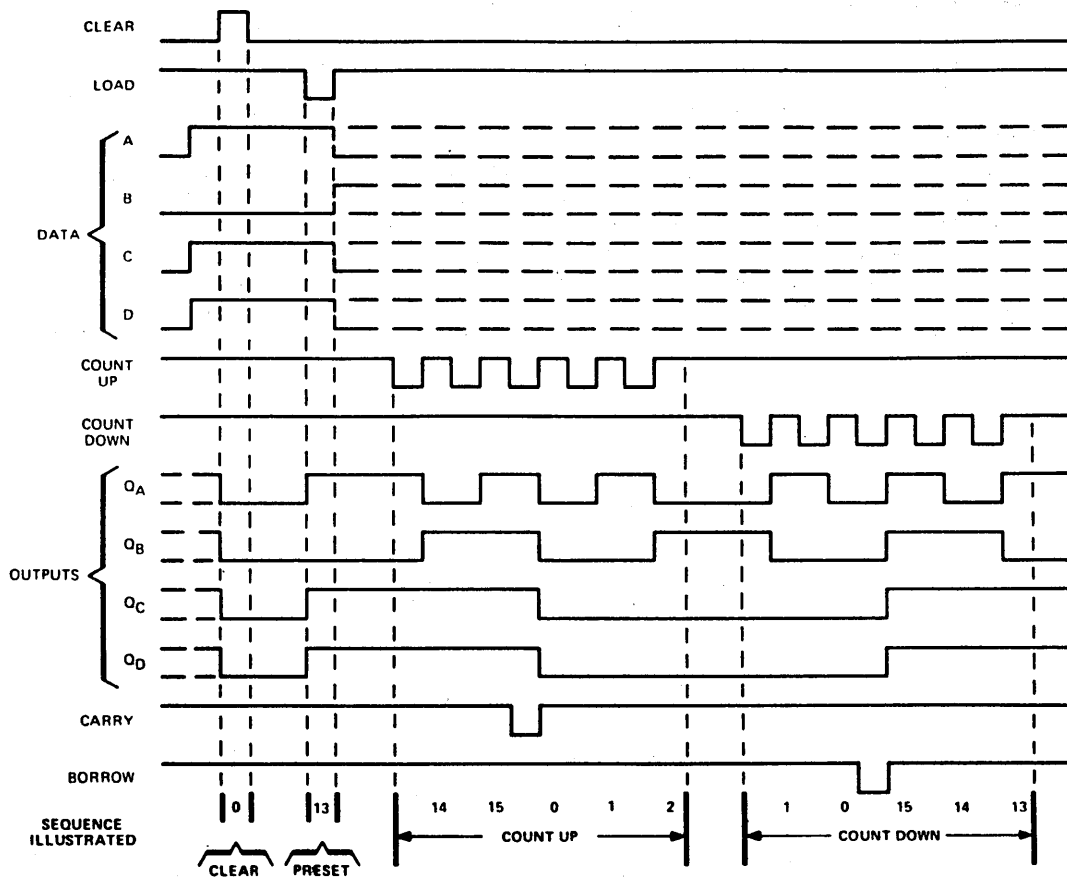 CLEAR
LOAD
A
B
DATA
C
D
COUNT
UP
COUNT
DOWN
QA
QB
OUTPUTS
QC
QD
CARRY
BORROW
SEQUENCE
ILLUSTRATED
0 13 14 15 0 1 2 1 0 15 14 13
COUNT UP COUNT DOWN
CLEAR PRESET